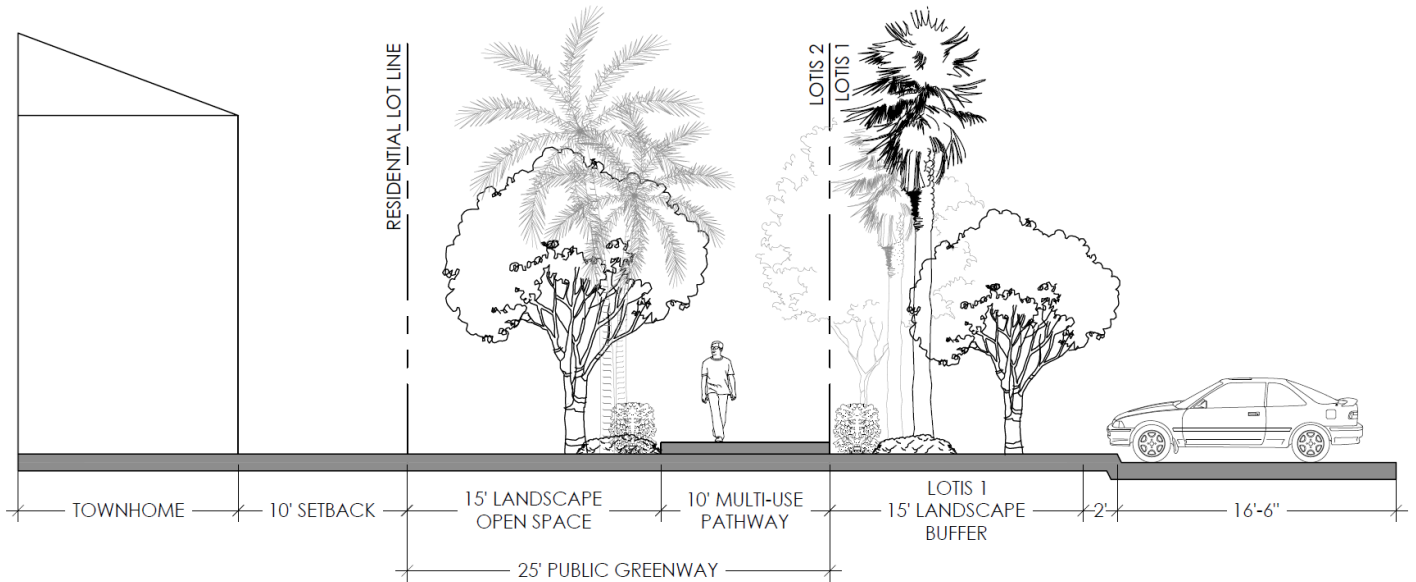 RESIDENTIAL LOT LINE
LOTIS 2
LOTIS 1
TOWNHOME
10' SETBACK
15' LANDSCAPE
OPEN SPACE
10' MULTI-USE
PATHWAY
LOTIS 1
15' LANDSCAPE
BUFFER
2'
16'-6"
25' PUBLIC GREENWAY